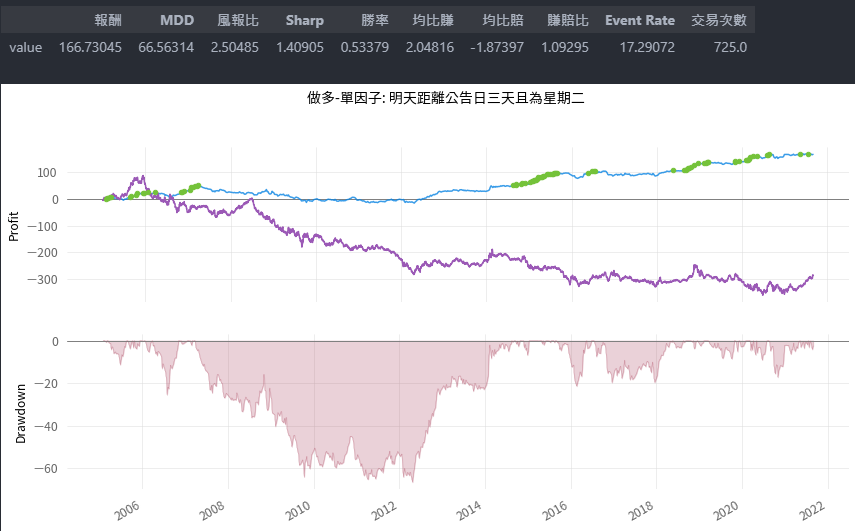 報酬 MDD 風報比 Sharp 勝率 均比賺 均比賠 賺賠比 Event Rate 交易次數
value 166.73045 66.56314 2.50485 1.40905 0.53379 2.04816 -1.87397 1.09295 17.29072 725.0
做多-單因子: 明天距離公告日三天且為星期二
100
0
−100
−200
−300
Profit
0
−20
−40
−60
Drawdown
2006 2008 2010 2012 2014 2016 2018 2020 2022